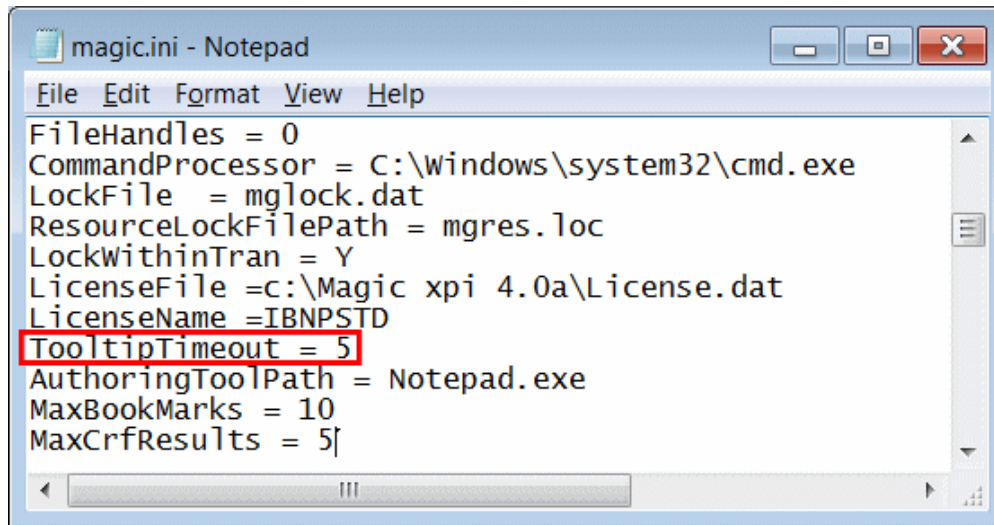 magic.ini - Notepad
File Edit Format View Help
FileHandles = 0
CommandProcessor = C:\Windows\system32\cmd.exe
LockFile  = mglock.dat
ResourceLockFilePath = mgres.loc
LockWithinTran = Y
LicenseFile =c:\Magic xpi 4.0a\License.dat
LicenseName =IBNPSTD
TooltipTimeout = 5
AuthoringToolPath = Notepad.exe
MaxBookMarks = 10
MaxCrfResults = 5